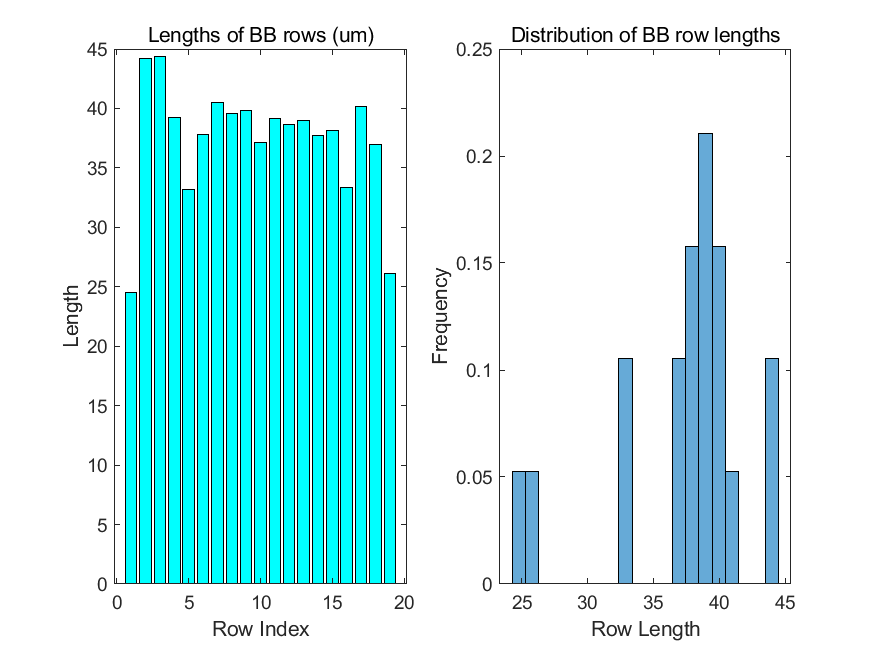 Lengths of BB rows (um)
45
40
35
30
25
20
15
10
5
0
Length
0 5 10 15 20
Row Index
Distribution of BB row lengths
0.25
0.2
0.15
0.1
0.05
0
Frequency
25 30 35 40 45
Row Length